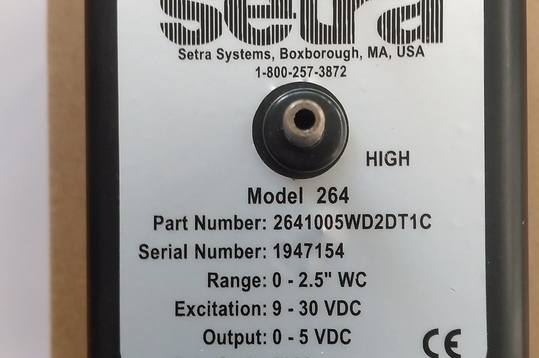 setra
Setra Systems, Boxborough, MA, USA
1-800-257-3872
HIGH
Model 264
Part Number: 2641005WD2DT1C
Serial Number: 1947154
Range: 0 - 2.5" WC
Excitation: 9 - 30 VDC
Output: 0 - 5 VDC
CE